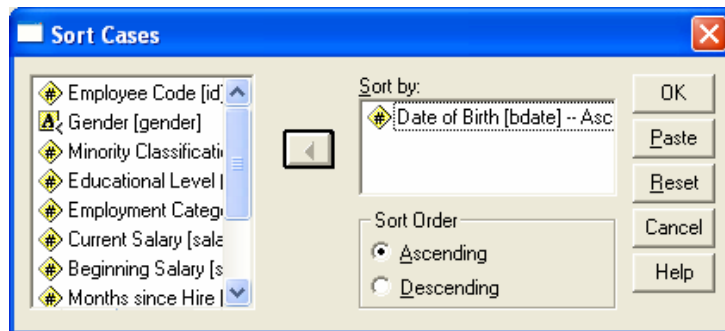 Sort Cases
Employee Code [id]
Gender [gender]
Minority Classificati
Educational Level [
Employment Catego
Current Salary [sala
Beginning Salary [s
Months since Hire [
Sort by:
Date of Birth [bdate] -- Asc
Sort Order
Ascending
Descending
OK
Paste
Reset
Cancel
Help